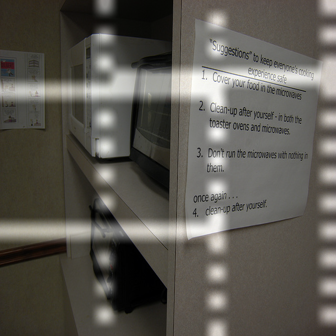 "Suggestions" to keep everyone's cooking
experience safe
1. Cover your food in the microwaves
2. Clean-up after yourself - in both the
toaster ovens and microwaves.
3. Don't run the microwaves with nothing in
them.
once again . . .
4. clean-up after yourself.